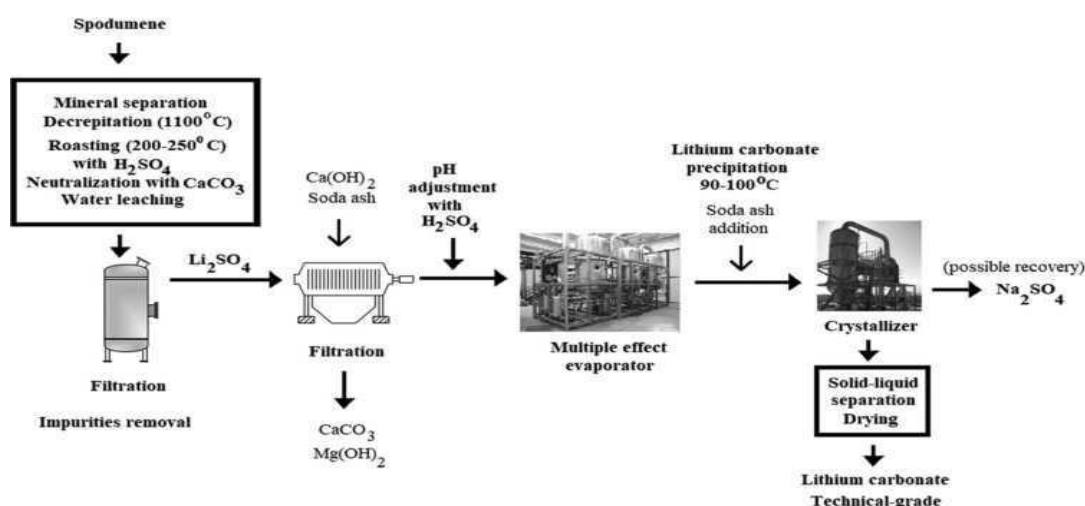 Spodumene
Mineral separation
Decrepitation (1100°C)
Roasting (200-250° C)
with H₂SO₄
Neutralization with CaCO₃
Water leaching
Filtration
Impurities removal
Li₂SO₄
Ca(OH)₂
Soda ash
Filtration
CaCO₃
Mg(OH)₂
pH
adjustment
with
H₂SO₄
Multiple effect
evaporator
Lithium carbonate
precipitation
90-100°C
Soda ash
addition
Crystallizer
(possible recovery)
Na₂SO₄
Solid-liquid
separation
Drying
Lithium carbonate
Technical-grade